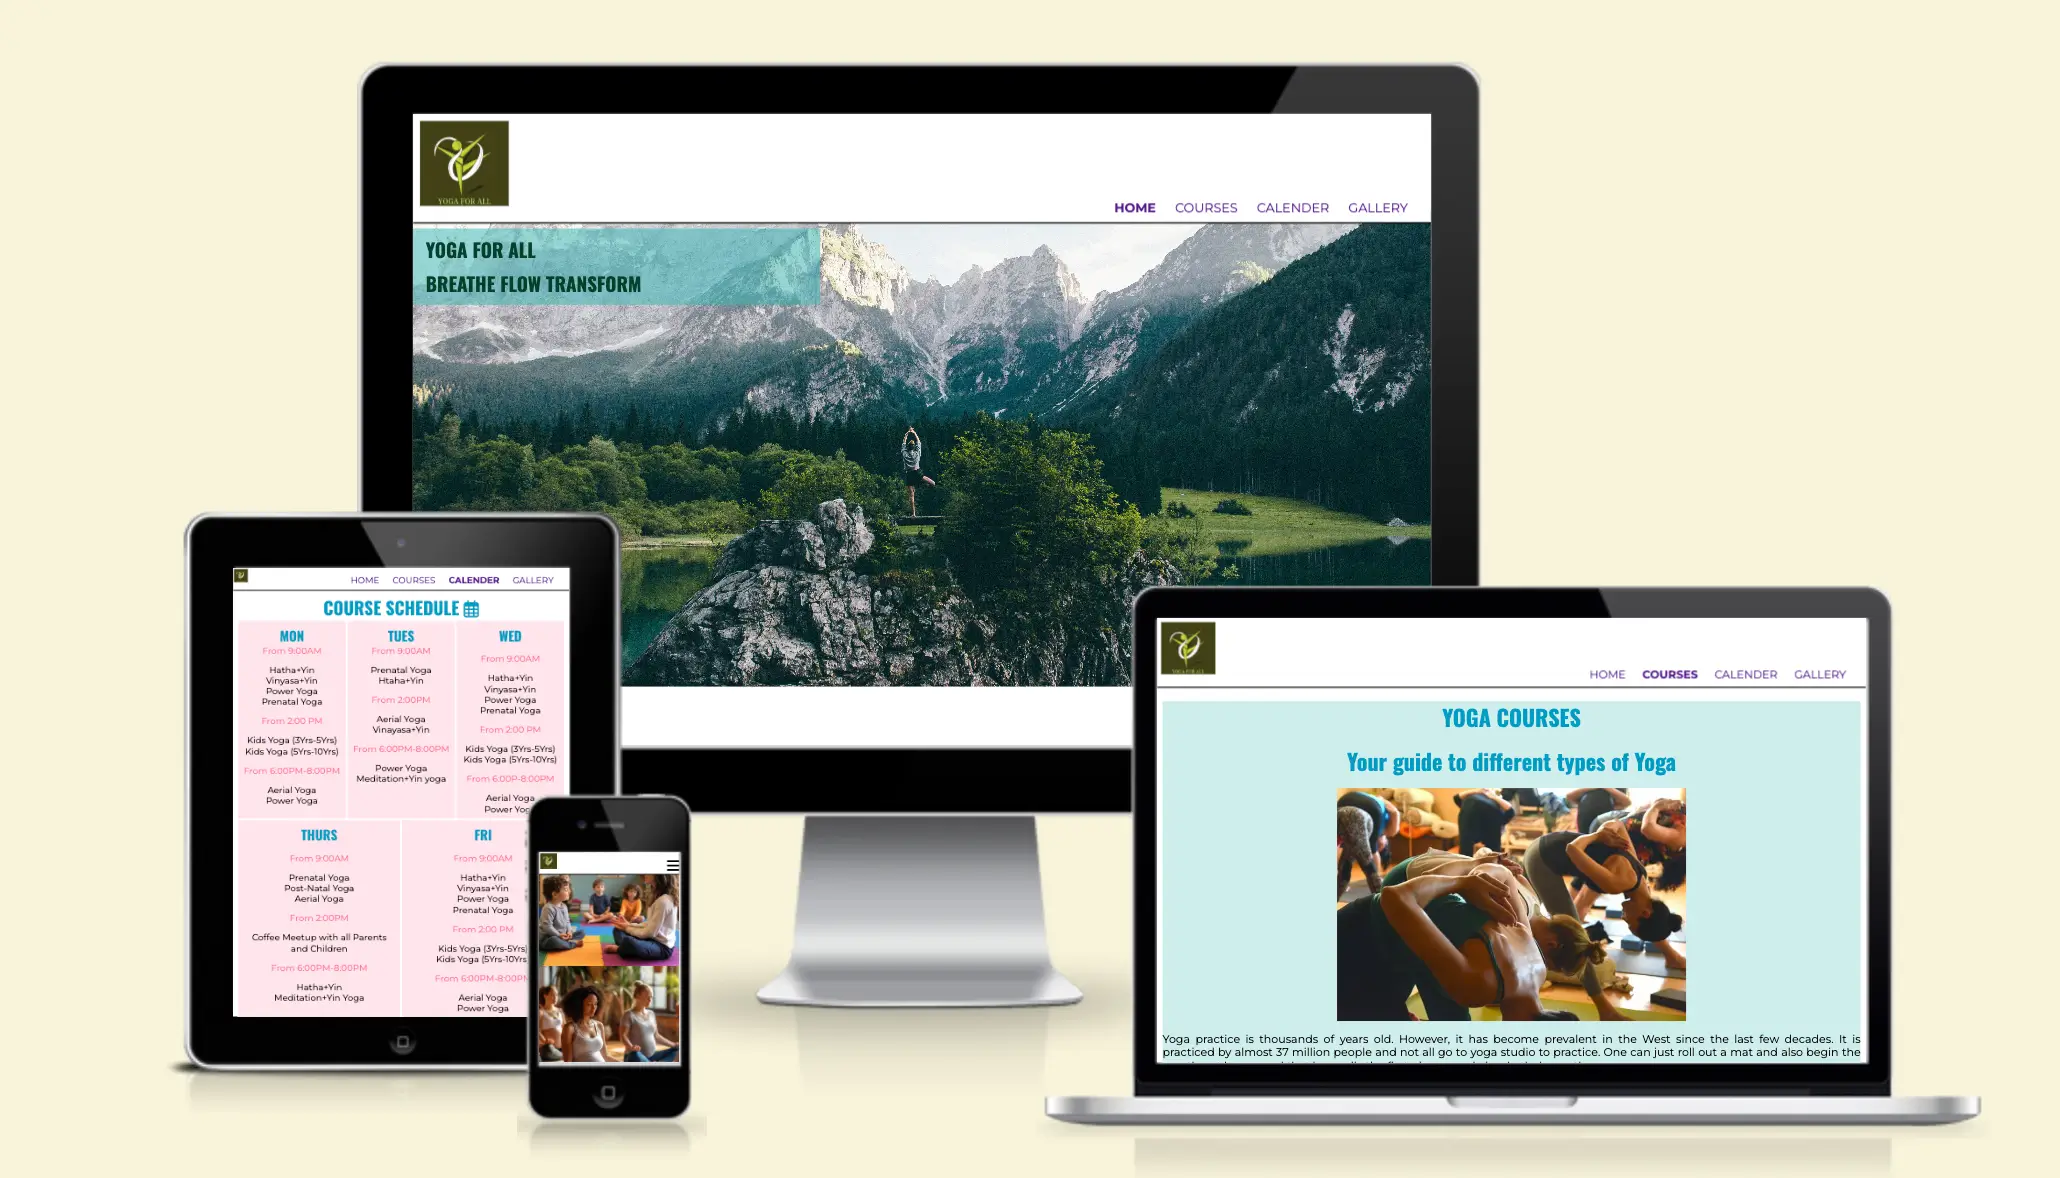 YOGA FOR ALL
HOME COURSES CALENDER GALLERY
YOGA FOR ALL
BREATHE FLOW TRANSFORM
HOME COURSES CALENDER GALLERY
COURSE SCHEDULE
MON
From 9:00AM
Hatha+Yin
Vinyasa+Yin
Power Yoga
Prenatal Yoga
From 2:00 PM
Kids Yoga (3Yrs-5Yrs)
Kids Yoga (5Yrs-10Yrs)
From 6:00PM-8:00PM
Aerial Yoga
Power Yoga
TUES
From 9:00AM
Prenatal Yoga
Htaha+Yin
From 2:00PM
Aerial Yoga
Vinayasa+Yin
From 6:00PM-8:00PM
Power Yoga
Meditation+Yin yoga
WED
From 9:00AM
Hatha+Yin
Vinyasa+Yin
Power Yoga
Prenatal Yoga
From 2:00 PM
Kids Yoga (3Yrs-5Yrs)
Kids Yoga (5Yrs-10Yrs)
From 6:00P-8:00PM
Aerial Yoga
Power Yog
THURS
From 9:00AM
Prenatal Yoga
Post-Natal Yoga
Aerial Yoga
From 2:00PM
Coffee Meetup with all Parents
and Children
From 6:00PM-8:00PM
Hatha+Yin
Meditation+Yin Yoga
FRI
From 9:00AM
Hatha+Yin
Vinyasa+Yin
Power Yoga
Prenatal Yoga
From 2:00 PM
Kids Yoga (3Yrs-5Yrs)
Kids Yoga (5Yrs-10Yrs
From 6:00PM-8:00PM
Aerial Yoga
Power Yoga
YOGA FOR ALL
HOME COURSES CALENDER GALLERY
YOGA COURSES
Your guide to different types of Yoga
Yoga practice is thousands of years old. However, it has become prevalent in the West since the last few decades. It is
practiced by almost 37 million people and not all go to yoga studio to practice. One can just roll out a mat and also begin the